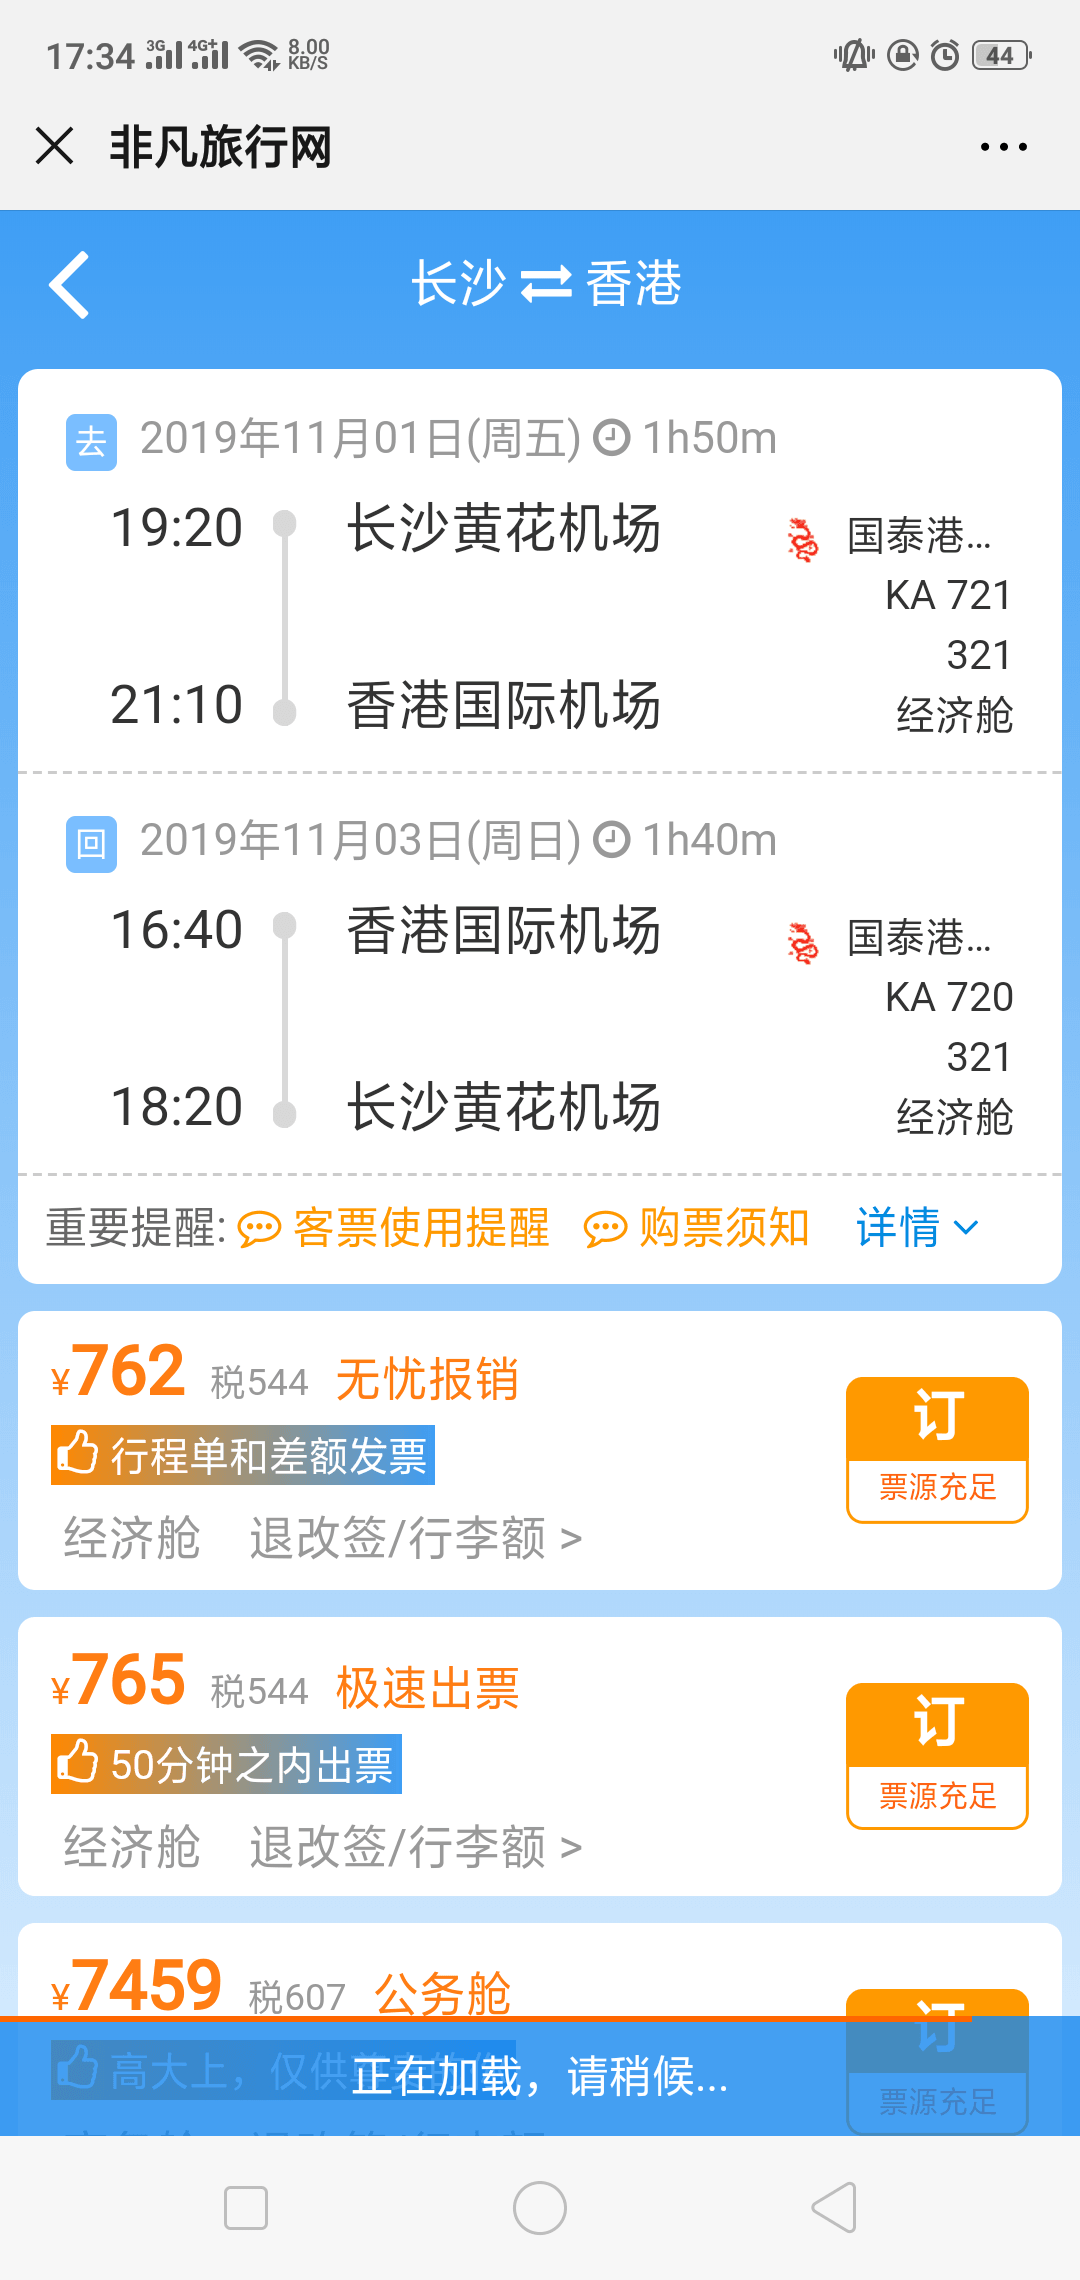 17:34 3G 4G+ 8.00 KB/S 44
非凡旅行网
长沙 香港
去 2019年11月01日(周五) 1h50m
19:20 长沙黄花机场 国泰港...
KA 721
321
21:10 香港国际机场 经济舱
回 2019年11月03日(周日) 1h40m
16:40 香港国际机场 国泰港...
KA 720
321
18:20 长沙黄花机场 经济舱
重要提醒: 客票使用提醒 购票须知 详情
¥762 税544 无忧报销 订
行程单和差额发票 票源充足
经济舱 退改签/行李额 >
¥765 税544 极速出票 订
50分钟之内出票 票源充足
经济舱 退改签/行李额 >
¥7459 税607 公务舱 订
高大上，仅供 票源充足
正在加载，请稍候...